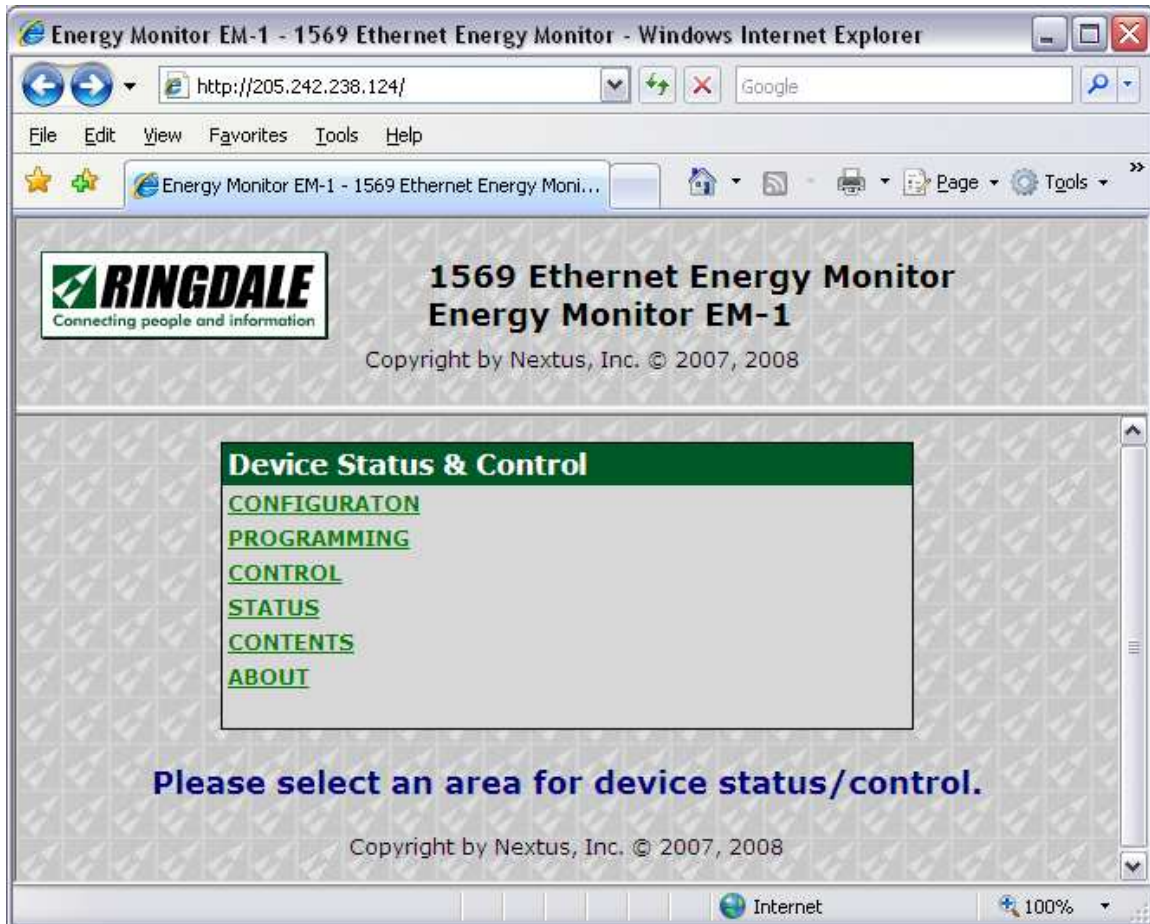 Energy Monitor EM-1 - 1569 Ethernet Energy Monitor - Windows Internet Explorer
http://205.242.238.124/
Google
File Edit View Favorites Tools Help
Energy Monitor EM-1 - 1569 Ethernet Energy Moni...
Page Tools »
RINGDALE
Connecting people and information
1569 Ethernet Energy Monitor
Energy Monitor EM-1
Copyright by Nextus, Inc. © 2007, 2008
Device Status & Control
CONFIGURATON
PROGRAMMING
CONTROL
STATUS
CONTENTS
ABOUT
Please select an area for device status/control.
Copyright by Nextus, Inc. © 2007, 2008
Internet 100%